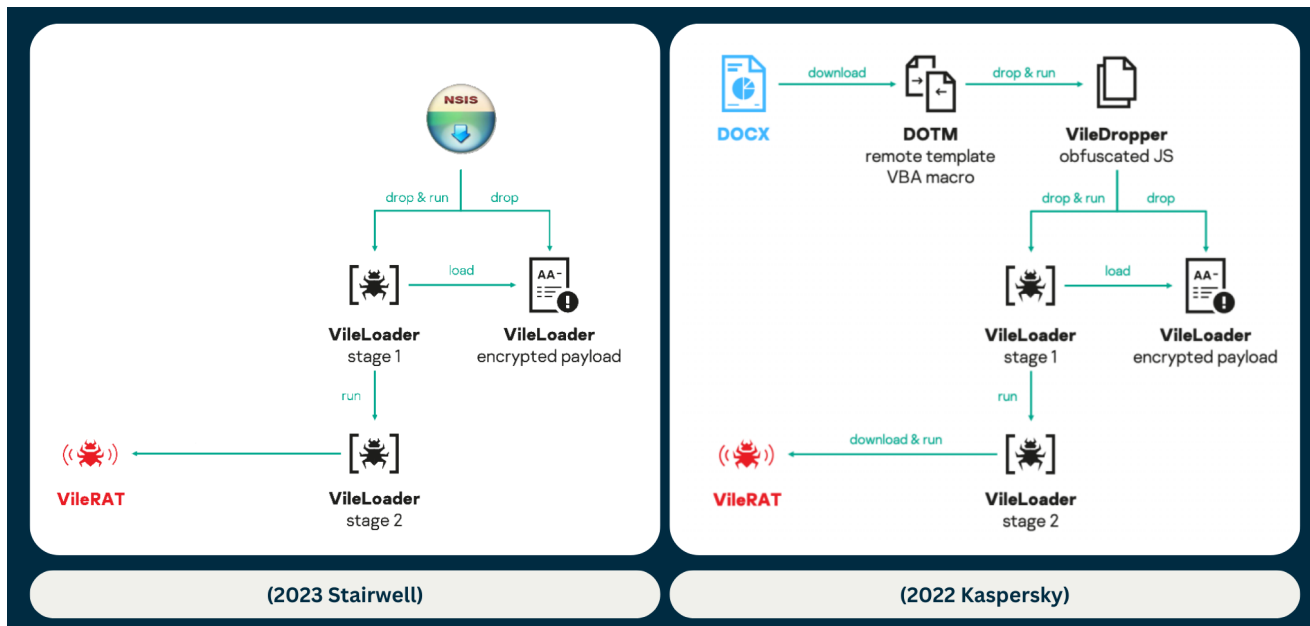 NSIS
drop & run
drop
AA-
load
VileLoader
stage 1
VileLoader
encrypted payload
run
VileRAT
VileLoader
stage 2
(2023 Stairwell)
download
drop & run
DOCX
DOTM
remote template
VBA macro
VileDropper
obfuscated JS
drop & run
drop
AA-
load
VileLoader
stage 1
VileLoader
encrypted payload
run
download & run
VileRAT
VileLoader
stage 2
(2022 Kaspersky)